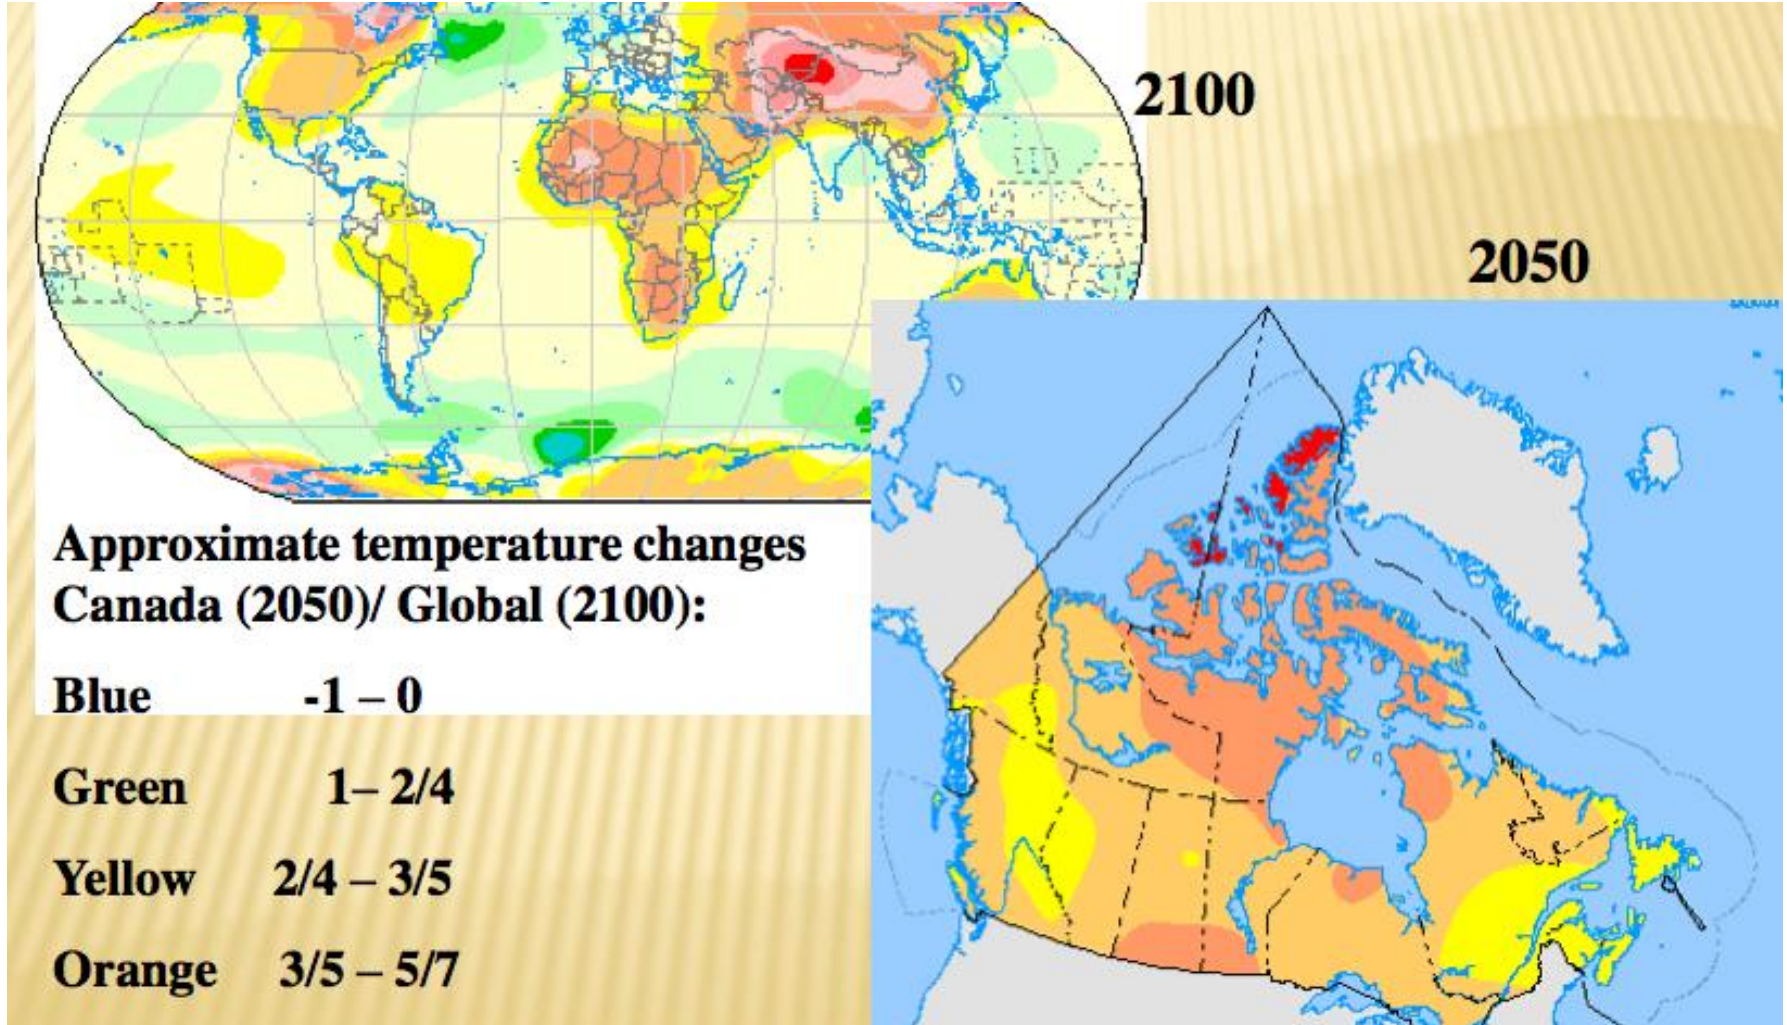 2100
2050
Approximate temperature changes
Canada (2050)/ Global (2100):
Blue -1 – 0
Green 1– 2/4
Yellow 2/4 – 3/5
Orange 3/5 – 5/7